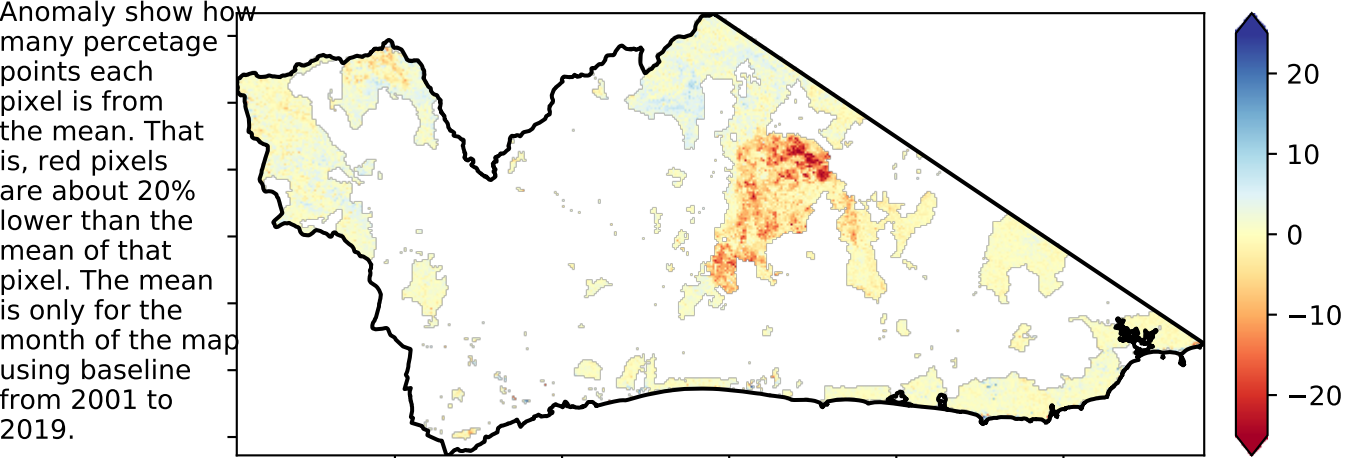 Anomaly show how
many percetage
points each
pixel is from
the mean. That
is, red pixels
are about 20%
lower than the
mean of that
pixel. The mean
is only for the
month of the map
using baseline
from 2001 to
2019.
20
10
0
−10
−20